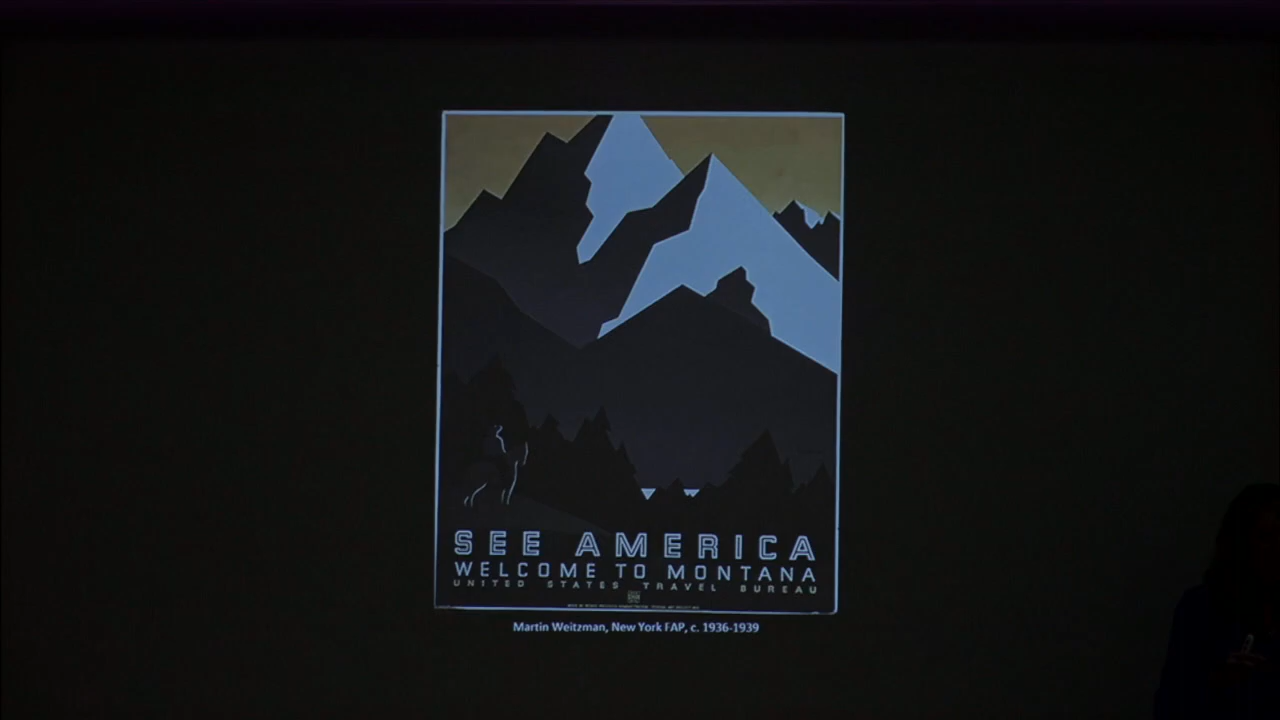 SEE AMERICA
WELCOME TO MONTANA
UNITED STATES TRAVEL BUREAU
Martin Weitzman, New York FAP, c. 1936-1939